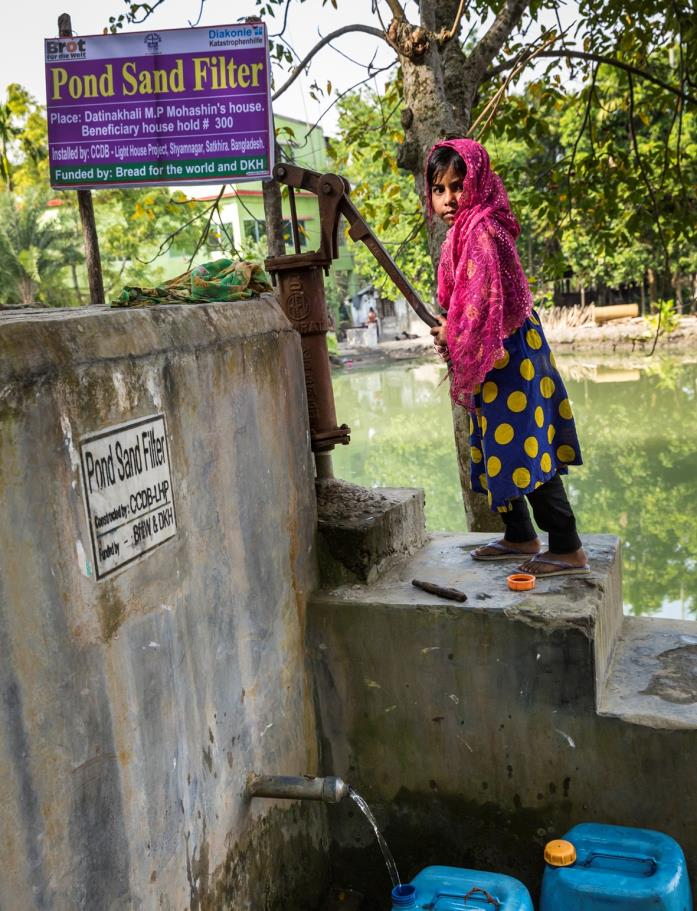 Brot
für die Welt
Diakonie
Katastrophenhilfe
Pond Sand Filter
Place: Datinakhali M.P Mohashin's house.
Beneficiary house hold # 300
Installed by: CCDB - Light House Project, Shyamnagar, Satkhira, Bangladesh.
Funded by: Bread for the world and DKH
Pond Sand Filter
Constructed by: CCDB-LHP
Funded by -: BftW & DKH